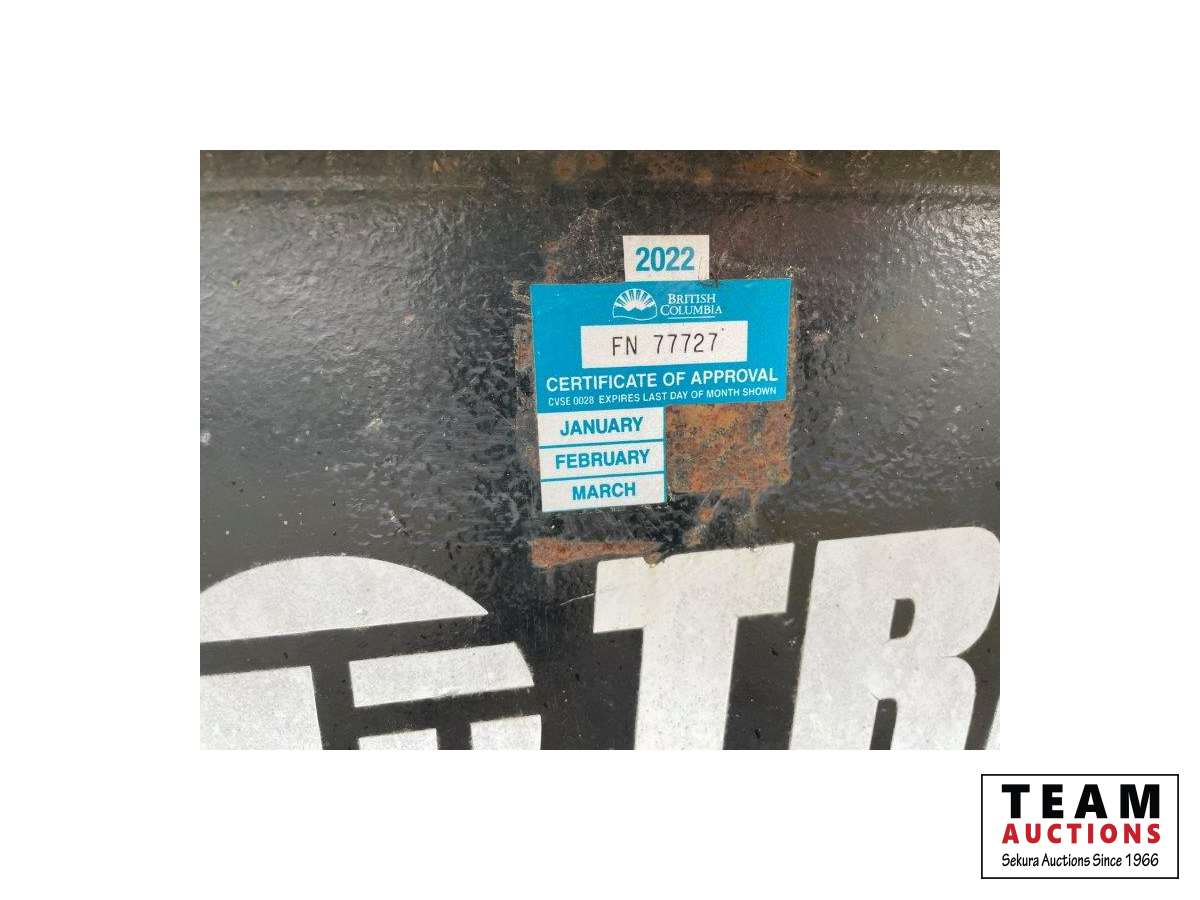 2022
BRITISH
COLUMBIA
FN 77727
CERTIFICATE OF APPROVAL
CVSE 0028 EXPIRES LAST DAY OF MONTH SHOWN
JANUARY
FEBRUARY
MARCH
TR
TEAM
AUCTIONS
Sekura Auctions Since 1966